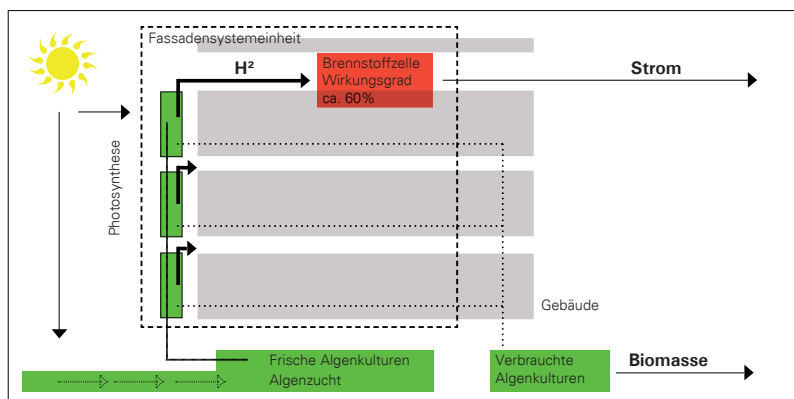 Fassadensystemeinheit
H²
Brennstoffzelle
Wirkungsgrad
ca. 60%
Strom
Photosynthese
Gebäude
Frische Algenkulturen
Algenzucht
Verbrauchte
Algenkulturen
Biomasse